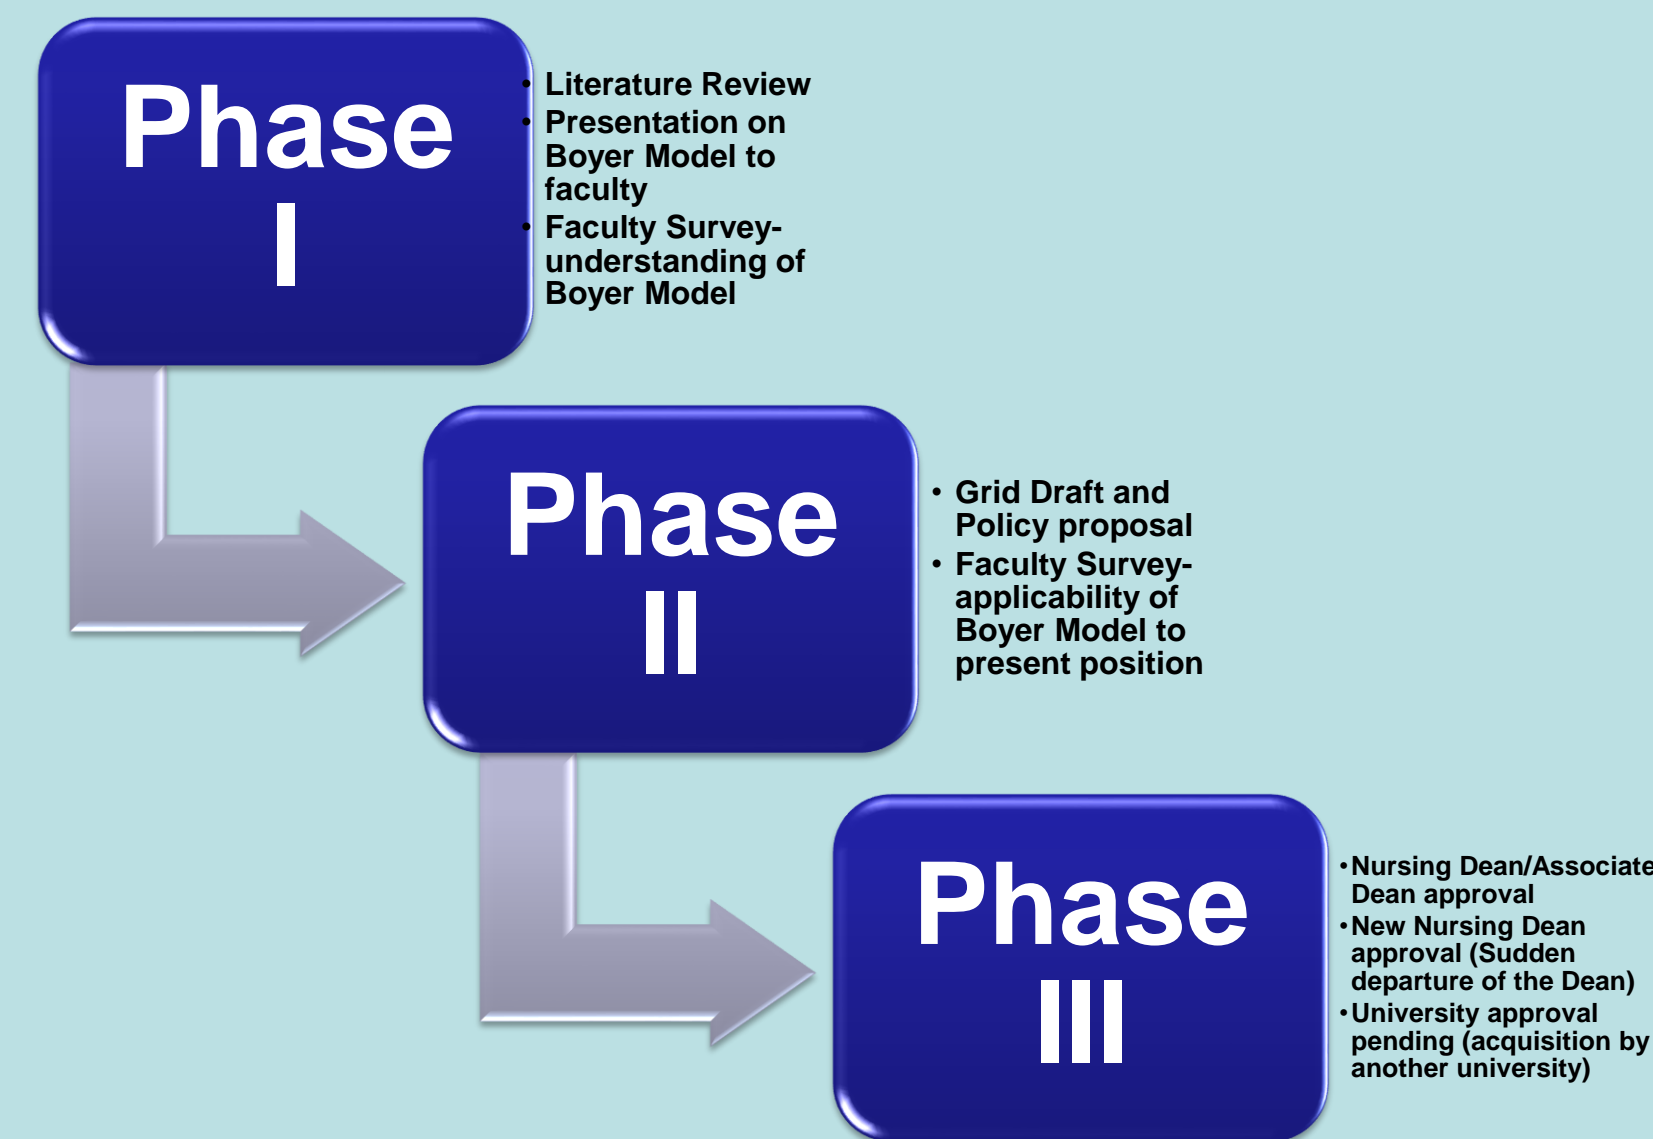 Phase
I
• Literature Review
• Presentation on
Boyer Model to
faculty
• Faculty Survey-
understanding of
Boyer Model
Phase
II
• Grid Draft and
Policy proposal
• Faculty Survey-
applicability of
Boyer Model to
present position
Phase
III
• Nursing Dean/Associate
Dean approval
• New Nursing Dean
approval (Sudden
departure of the Dean)
• University approval
pending (acquisition by
another university)